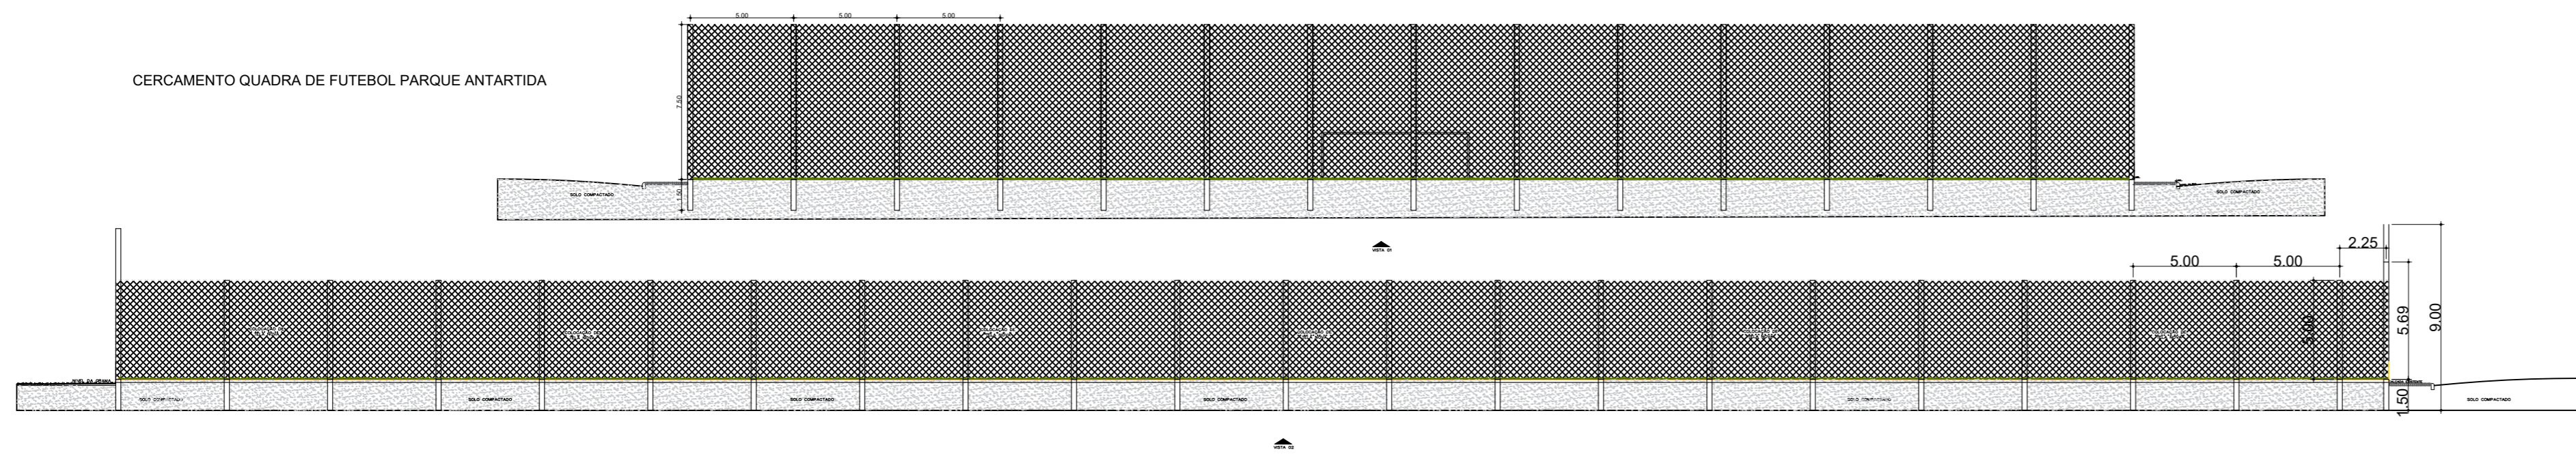 5.00 5.00 5.00
CERCAMENTO QUADRA DE FUTEBOL PARQUE ANTARTIDA
7.50
1.50
SOLO COMPACTADO
SOLO COMPACTADO
VISTA 01
2.25
5.00 5.00
5.00
5.69
9.00
NIVEL DA GRAMA
1.50
SOLO COMPACTADO SOLO COMPACTADO SOLO COMPACTADO SOLO COMPACTADO SOLO COMPACTADO SOLO COMPACTADO
VISTA 02